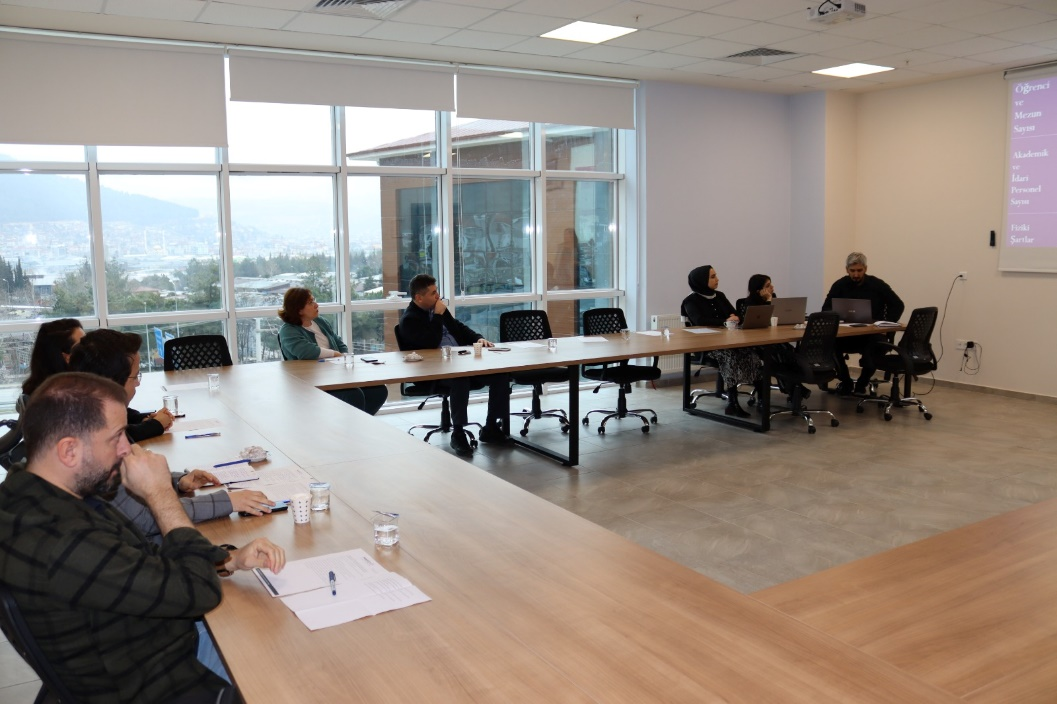 Öğrenci
ve
Mezun
Sayısı
Akademik
ve
İdari
Personel
Sayısı
Fiziki
Şartlar